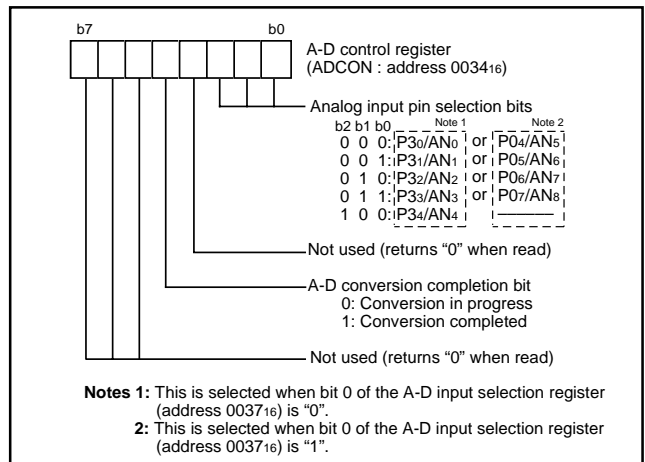 b7 b0
A-D control register
(ADCON : address 0034₁₆)
Analog input pin selection bits
b2 b1 b0 Note 1 Note 2
0 0 0: P3₀/AN₀ or P0₄/AN₅
0 0 1: P3₁/AN₁ or P0₅/AN₆
0 1 0: P3₂/AN₂ or P0₆/AN₇
0 1 1: P3₃/AN₃ or P0₇/AN₈
1 0 0: P3₄/AN₄ ———
Not used (returns “0” when read)
A-D conversion completion bit
0: Conversion in progress
1: Conversion completed
Not used (returns “0” when read)
Notes 1: This is selected when bit 0 of the A-D input selection register
(address 0037₁₆) is “0”.
2: This is selected when bit 0 of the A-D input selection register
(address 0037₁₆) is “1”.